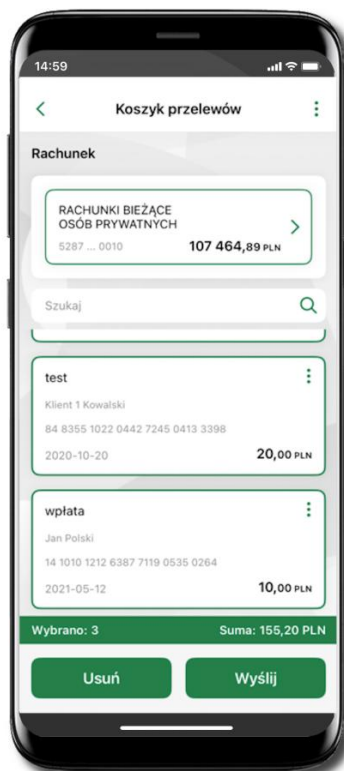 14:59
Koszyk przelewów
Rachunek
RACHUNKI BIEŻĄCE
OSÓB PRYWATNYCH
5287 ... 0010 107 464,89 PLN
Szukaj
test
Klient 1 Kowalski
84 8355 1022 0442 7245 0413 3398
2020-10-20 20,00 PLN
wpłata
Jan Polski
14 1010 1212 6387 7119 0535 0264
2021-05-12 10,00 PLN
Wybrano: 3 Suma: 155,20 PLN
Usuń Wyślij